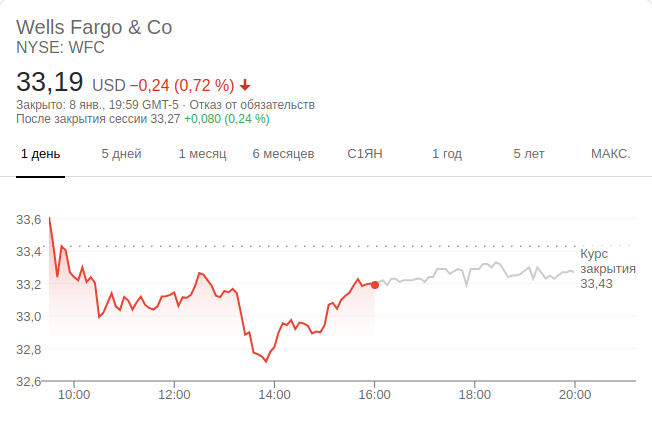 Wells Fargo & Co
NYSE: WFC
33,19 USD −0,24 (0,72 %)
Закрыто: 8 янв., 19:59 GMT-5 · Отказ от обязательств
После закрытия сессии 33,27 +0,080 (0,24 %)
1 день 5 дней 1 месяц 6 месяцев С1ЯН 1 год 5 лет МАКС.
33,6
33,4
33,2
33,0
32,8
32,6
Курс
закрытия
33,43
10:00 12:00 14:00 16:00 18:00 20:00